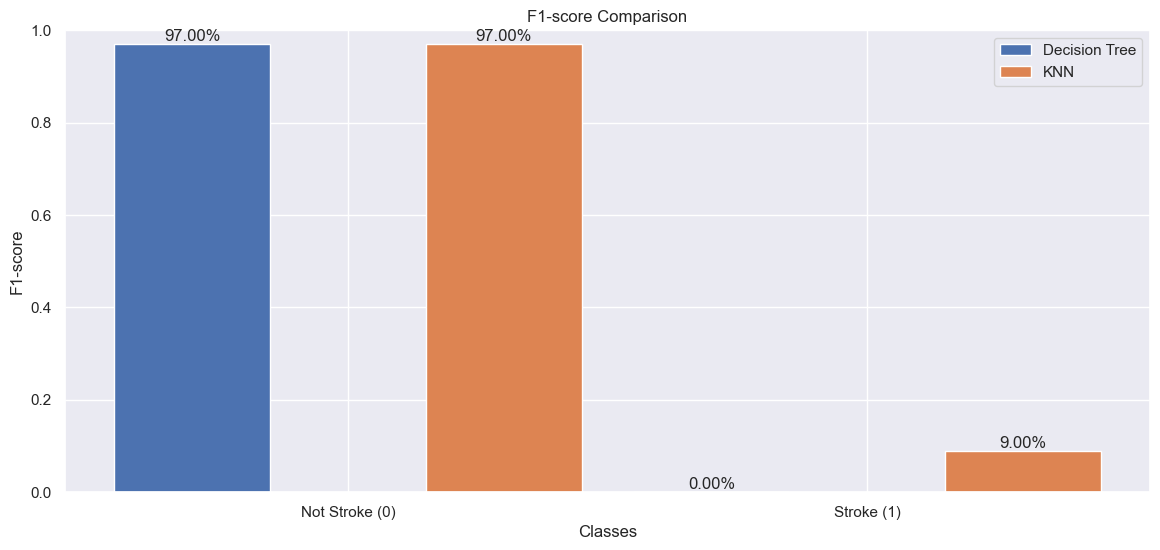 F1-score Comparison
Decision Tree
KNN
97.00%
97.00%
0.00%
9.00%
1.0
0.8
0.6
0.4
0.2
0.0
F1-score
Not Stroke (0)
Stroke (1)
Classes